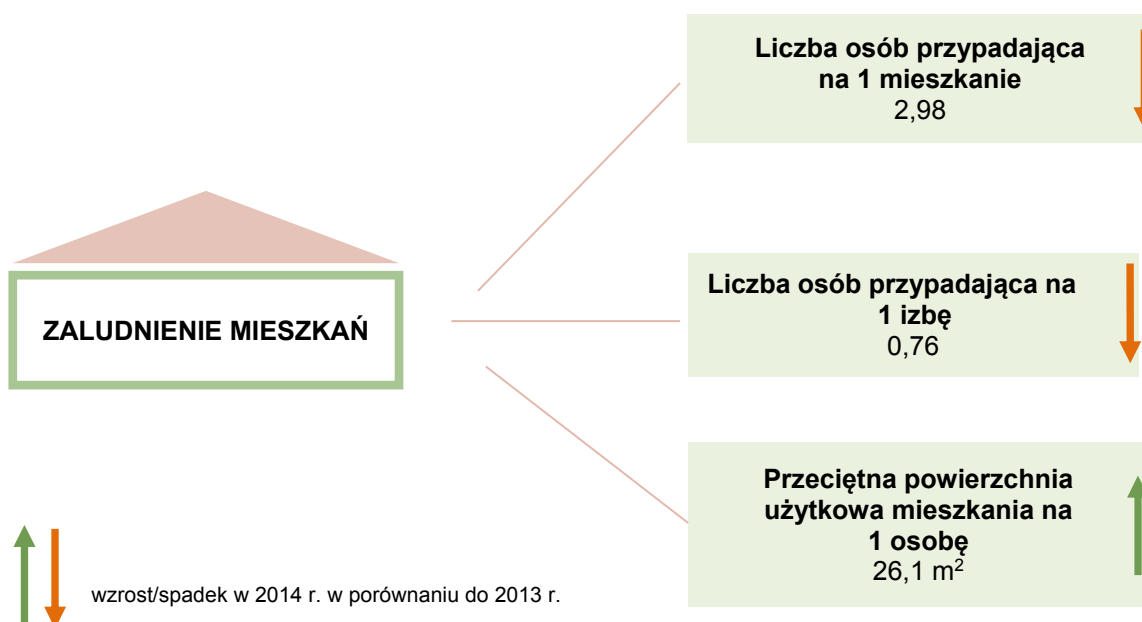 Liczba osób przypadająca
na 1 mieszkanie
2,98
ZALUDNIENIE MIESZKAŃ
Liczba osób przypadająca na
1 izbę
0,76
Przeciętna powierzchnia
użytkowa mieszkania na
1 osobę
26,1 m²
wzrost/spadek w 2014 r. w porównaniu do 2013 r.